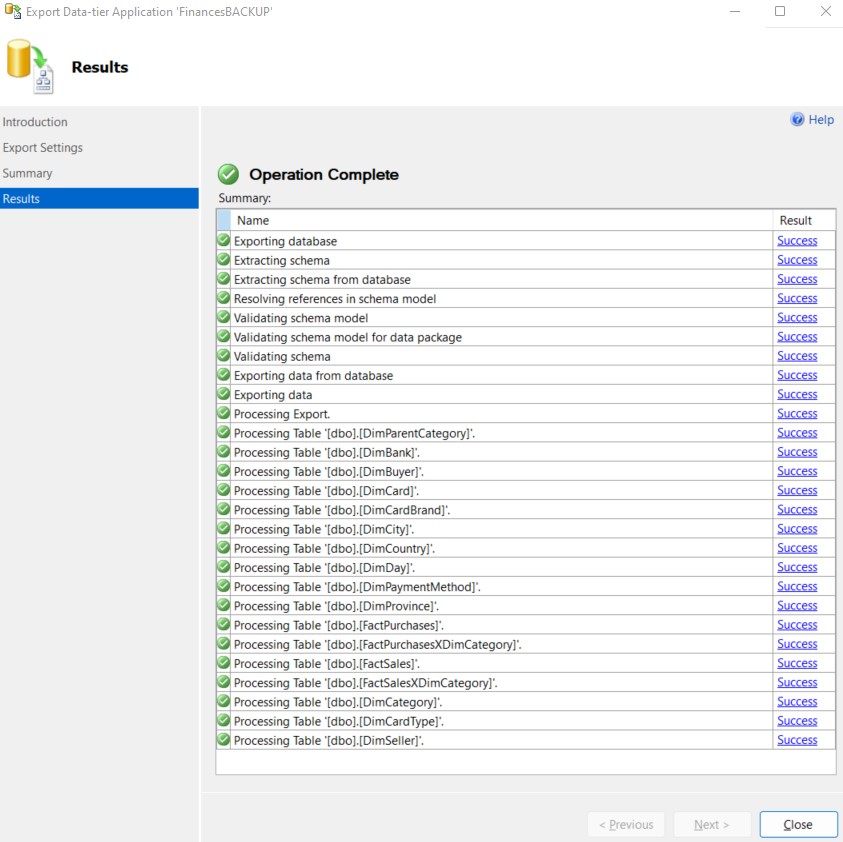 Export Data-tier Application 'FinancesBACKUP'
Results
Introduction
Export Settings
Summary
Results
Help
Operation Complete
Summary:
Name Result
Exporting database Success
Extracting schema Success
Extracting schema from database Success
Resolving references in schema model Success
Validating schema model Success
Validating schema model for data package Success
Validating schema Success
Exporting data from database Success
Exporting data Success
Processing Export. Success
Processing Table '[dbo].[DimParentCategory]'. Success
Processing Table '[dbo].[DimBank]'. Success
Processing Table '[dbo].[DimBuyer]'. Success
Processing Table '[dbo].[DimCard]'. Success
Processing Table '[dbo].[DimCardBrand]'. Success
Processing Table '[dbo].[DimCity]'. Success
Processing Table '[dbo].[DimCountry]'. Success
Processing Table '[dbo].[DimDay]'. Success
Processing Table '[dbo].[DimPaymentMethod]'. Success
Processing Table '[dbo].[DimProvince]'. Success
Processing Table '[dbo].[FactPurchases]'. Success
Processing Table '[dbo].[FactPurchasesXDimCategory]'. Success
Processing Table '[dbo].[FactSales]'. Success
Processing Table '[dbo].[FactSalesXDimCategory]'. Success
Processing Table '[dbo].[DimCategory]'. Success
Processing Table '[dbo].[DimCardType]'. Success
Processing Table '[dbo].[DimSeller]'. Success
< Previous Next > Close